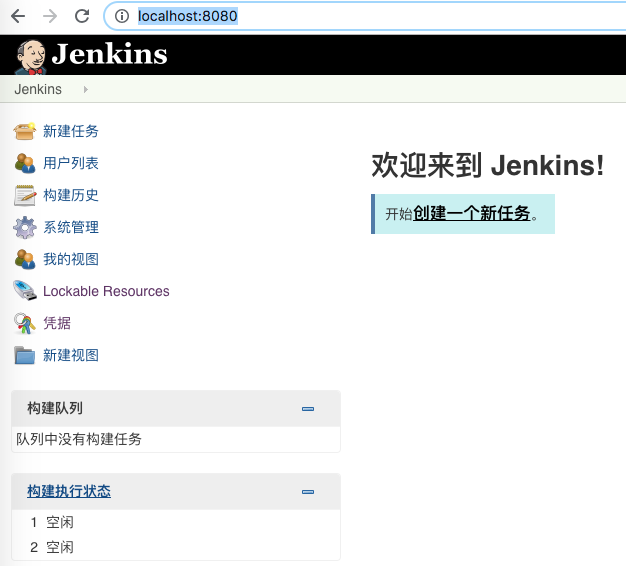 localhost:8080
Jenkins
Jenkins
新建任务
用户列表
构建历史
系统管理
我的视图
Lockable Resources
凭据
新建视图
欢迎来到 Jenkins!
开始创建一个新任务。
构建队列
队列中没有构建任务
构建执行状态
1 空闲
2 空闲